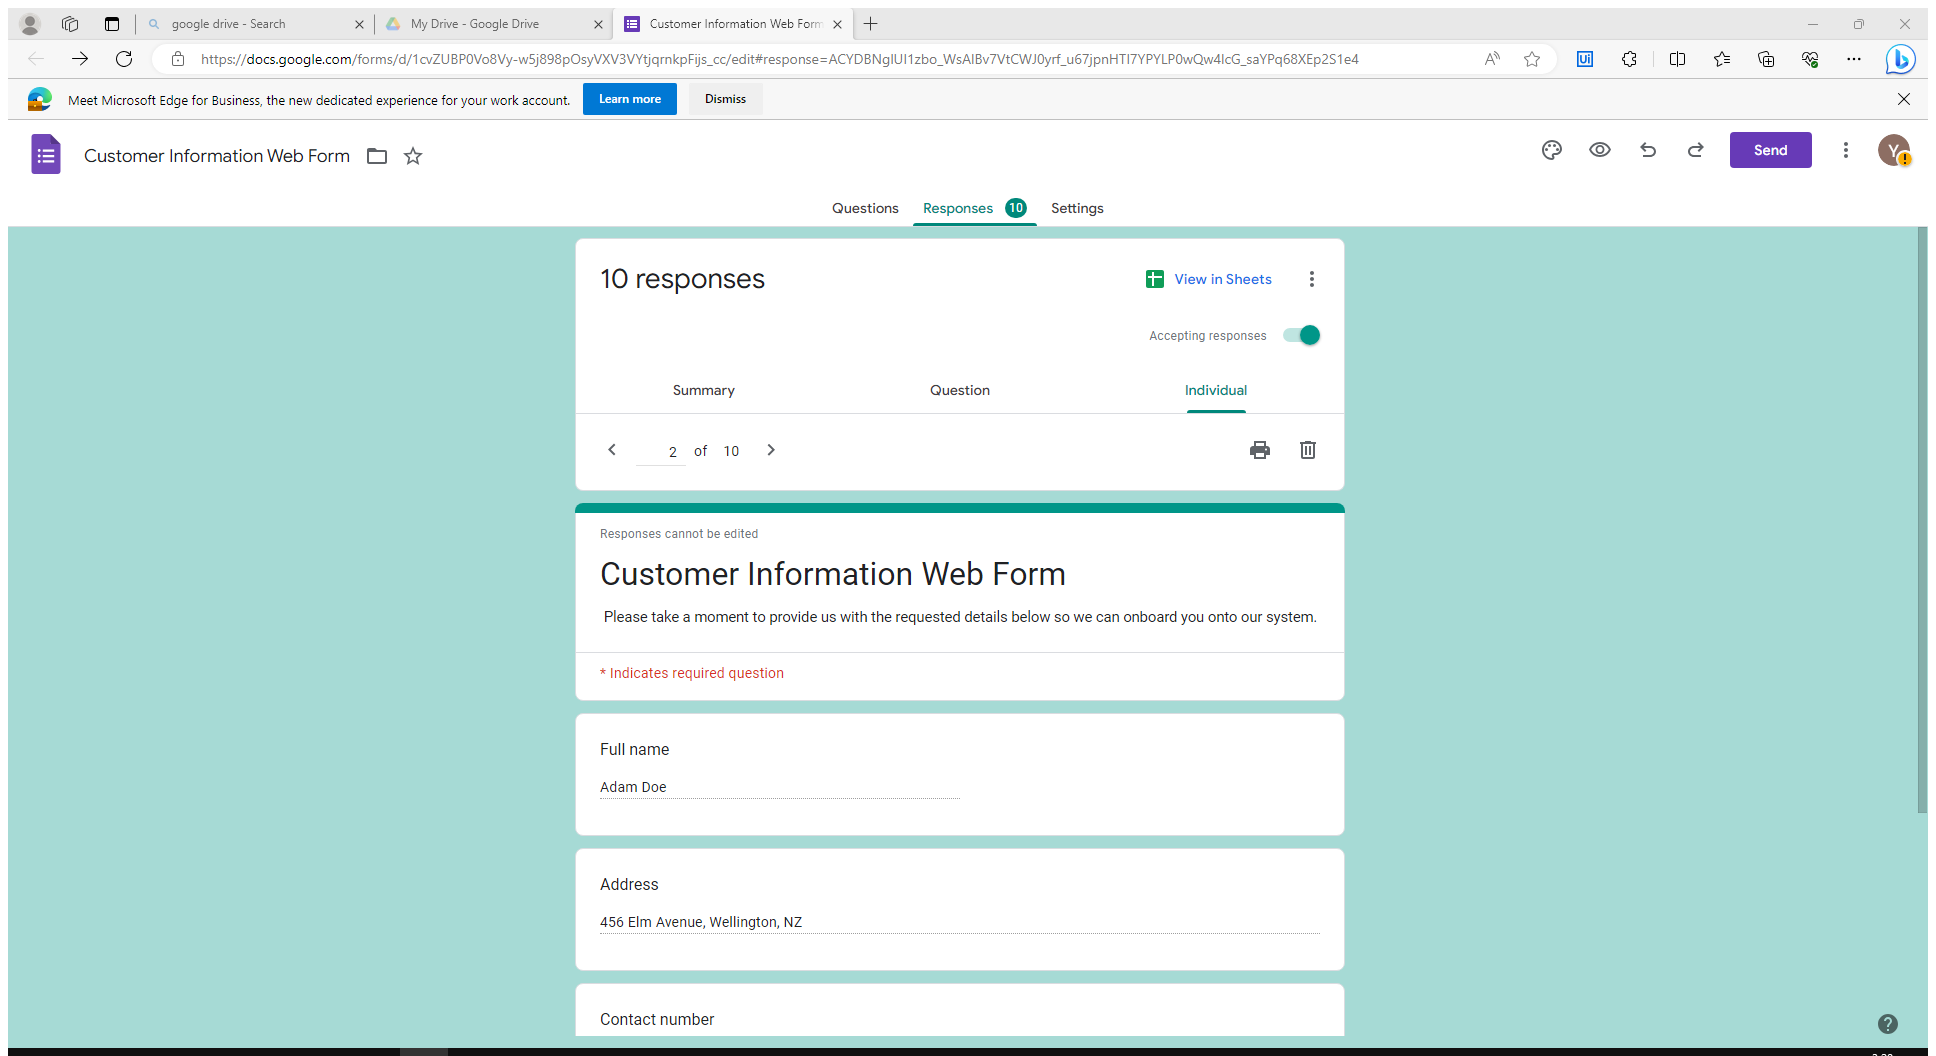 google drive - Search
My Drive - Google Drive
Customer Information Web Form
https://docs.google.com/forms/d/1cvZUBP0Vo8Vy-w5j898pOsyVXV3VYtjqrnkpFijs_cc/edit#response=ACYDBNgIUI1zbo_WsAIBv7VtCWJ0yrf_u67jpnHTI7YPYLP0wQw4IcG_saYPq68XEp2S1e4
Meet Microsoft Edge for Business, the new dedicated experience for your work account.
Learn more
Dismiss
Customer Information Web Form
Send
Y
Questions
Responses 10
Settings
10 responses
View in Sheets
Accepting responses
Summary
Question
Individual
2 of 10
Responses cannot be edited
Customer Information Web Form
Please take a moment to provide us with the requested details below so we can onboard you onto our system.
* Indicates required question
Full name
Adam Doe
Address
456 Elm Avenue, Wellington, NZ
Contact number